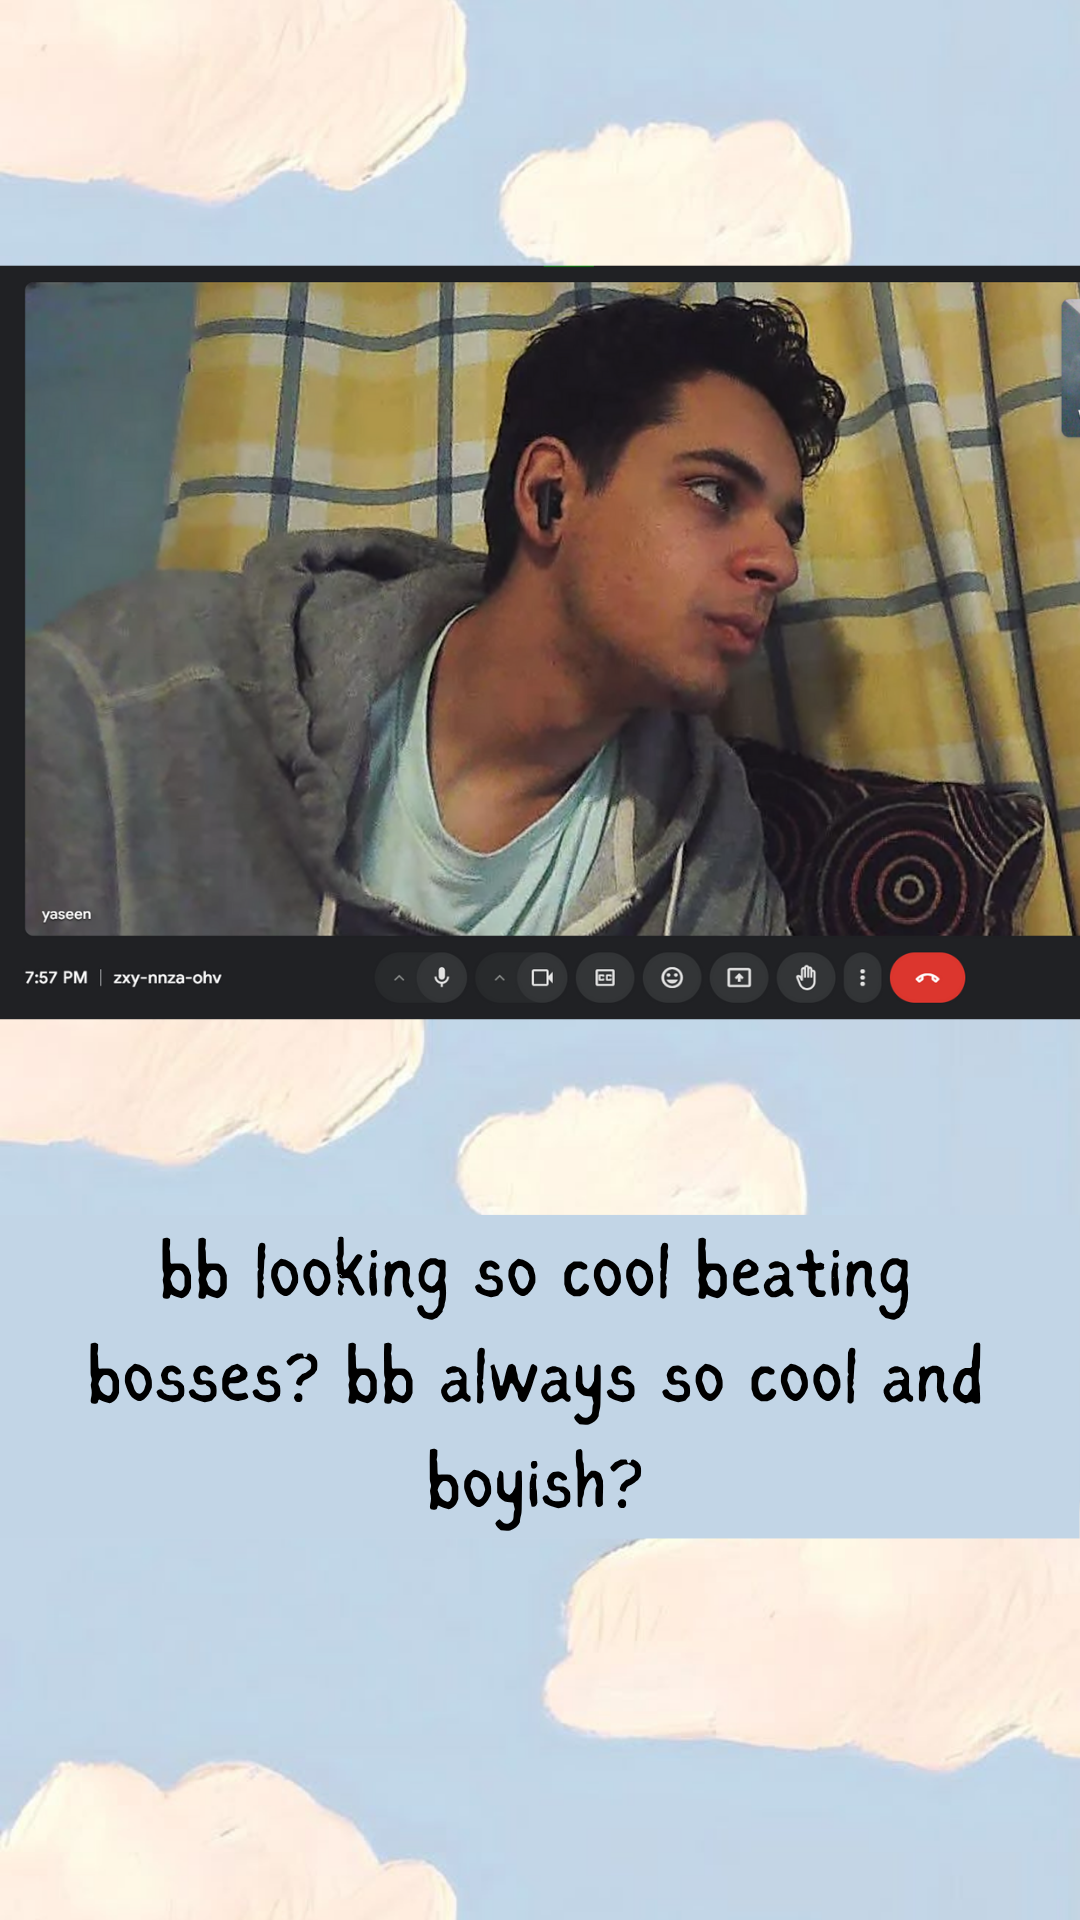 yaseen
7:57 PM | zxy-nnza-ohv
CC
bb looking so cool beating
bosses? bb always so cool and
boyish?